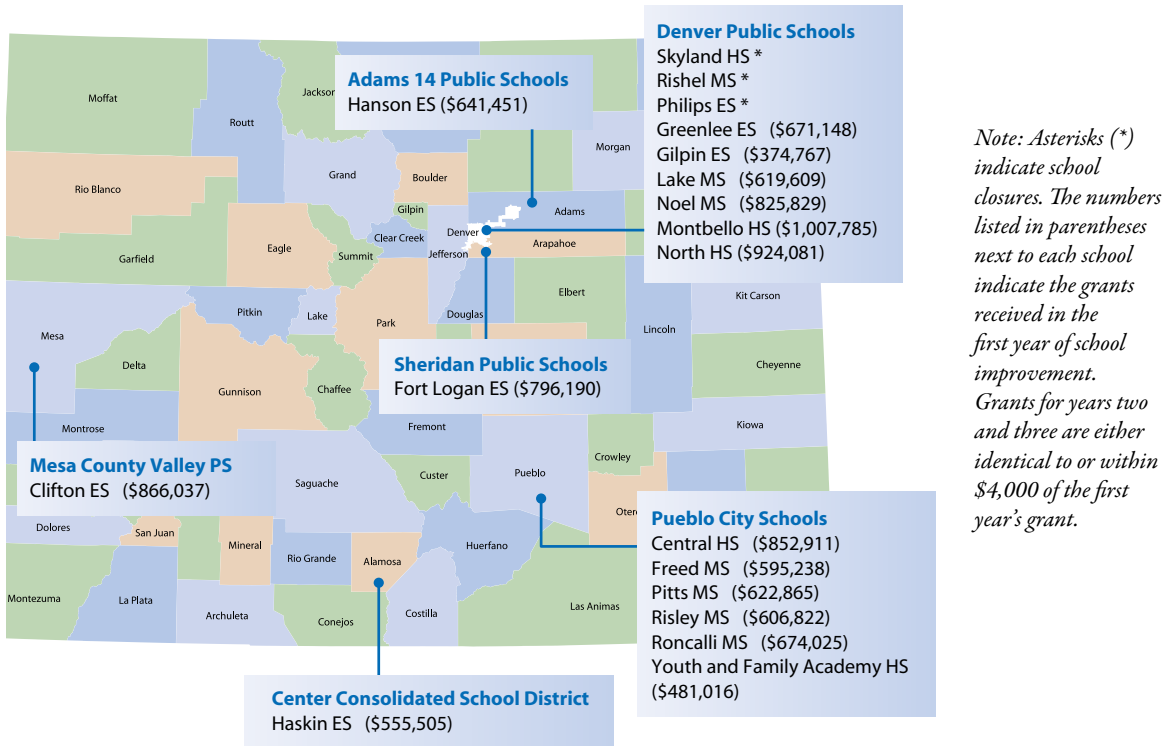 Denver Public Schools
Skyland HS *
Rishel MS *
Philips ES *
Greenlee ES ($671,148)
Gilpin ES ($374,767)
Lake MS ($619,609)
Noel MS ($825,829)
Montbello HS ($1,007,785)
North HS ($924,081)
Adams 14 Public Schools
Hanson ES ($641,451)
Moffat
Routt
Jackson
Morgan
Rio Blanco
Grand
Boulder
Gilpin
Adams
Denver
Clear Creek
Arapahoe
Eagle
Summit
Jefferson
Garfield
Elbert
Kit Carson
Pitkin
Lake
Park
Douglas
Lincoln
Mesa
Delta
Cheyenne
Sheridan Public Schools
Fort Logan ES ($796,190)
Gunnison
Chaffee
Montrose
Fremont
Kiowa
Crowley
Mesa County Valley PS
Clifton ES ($866,037)
Saguache
Custer
Pueblo
Oter
Dolores
San Juan
Mineral
Rio Grande
Alamosa
Huerfano
Pueblo City Schools
Central HS ($852,911)
Freed MS ($595,238)
Pitts MS ($622,865)
Risley MS ($606,822)
Roncalli MS ($674,025)
Youth and Family Academy HS
($481,016)
Montezuma
La Plata
Archuleta
Conejos
Costilla
Las Animas
Center Consolidated School District
Haskin ES ($555,505)
Note: Asterisks (*)
indicate school
closures. The numbers
listed in parentheses
next to each school
indicate the grants
received in the
first year of school
improvement.
Grants for years two
and three are either
identical to or within
$4,000 of the first
year's grant.